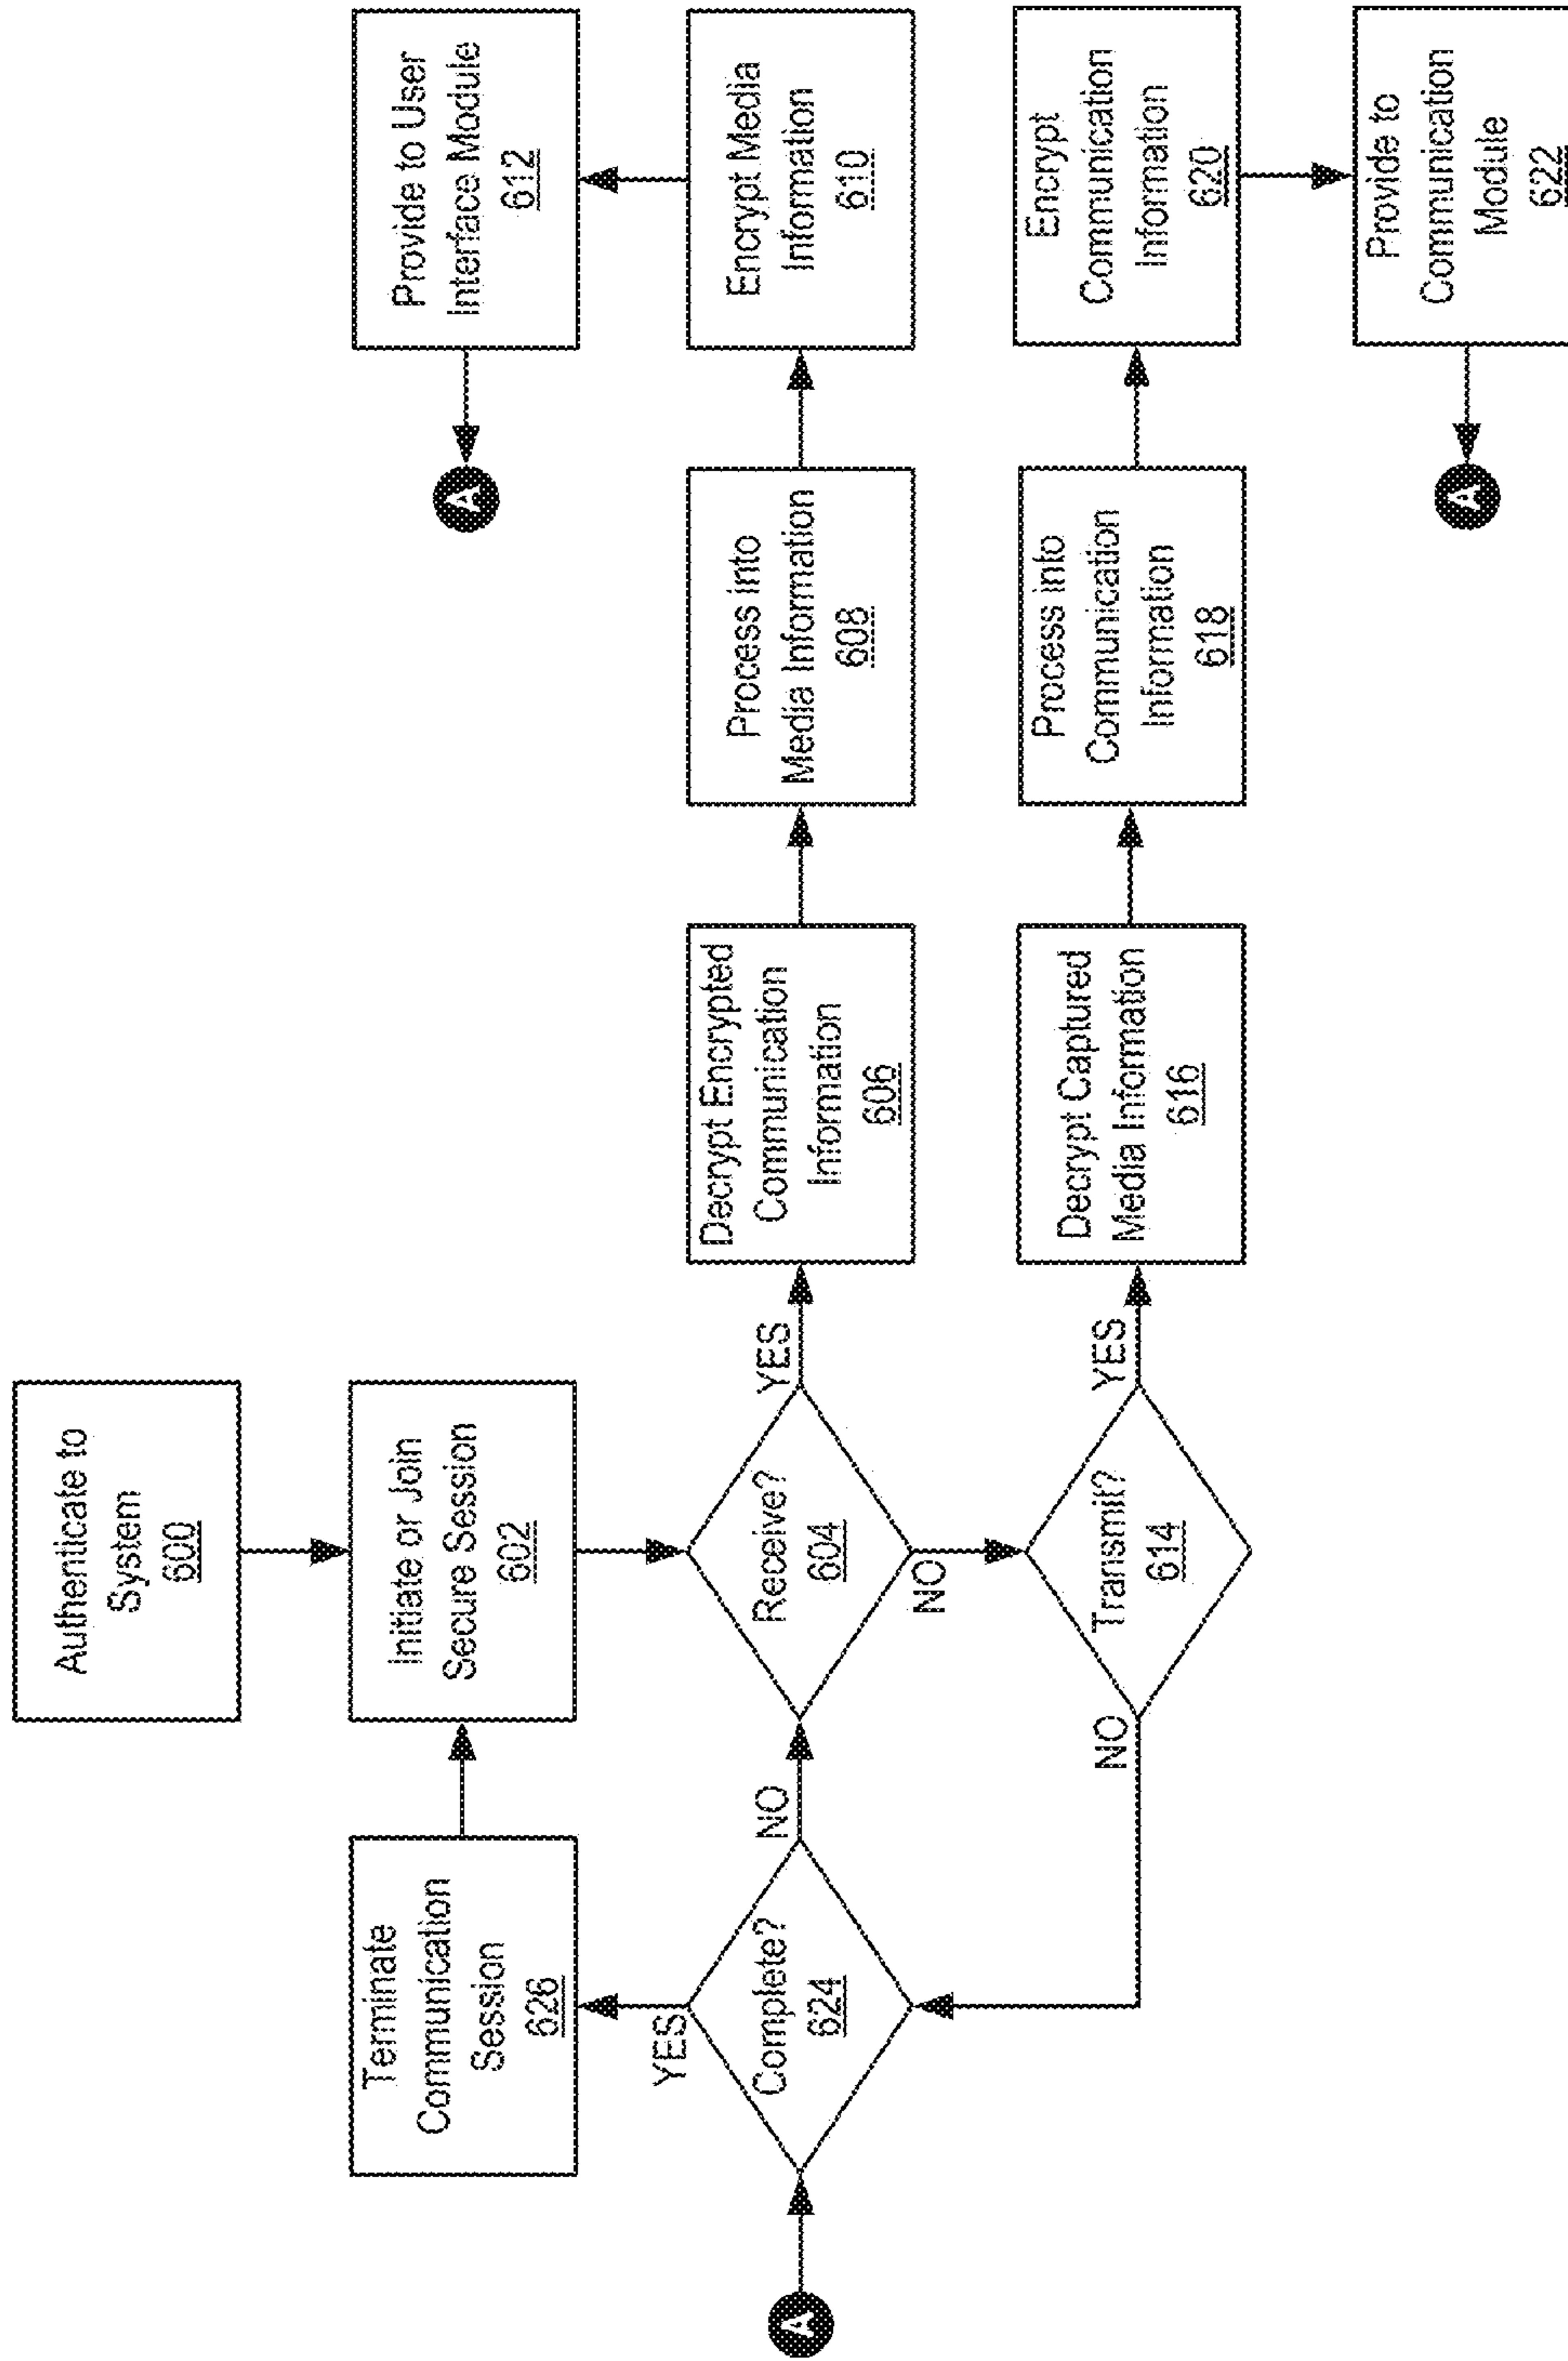 Authenticate to
System
600
Terminate
Communication
Session
626
Initiate or Join
Secure Session
602
A
Provide to User
Interface Module
612
YES
NO
A
Complete?
624
Receive?
604
YES
Decrypt Encrypted
Communication
Information
606
Process into
Media Information
608
Encrypt Media
Information
610
NO
NO
Transmit?
614
YES
Decrypt Captured
Media Information
616
Process into
Communication
Information
618
Encrypt
Communication
Information
620
A
Provide to
Communication
Module
622